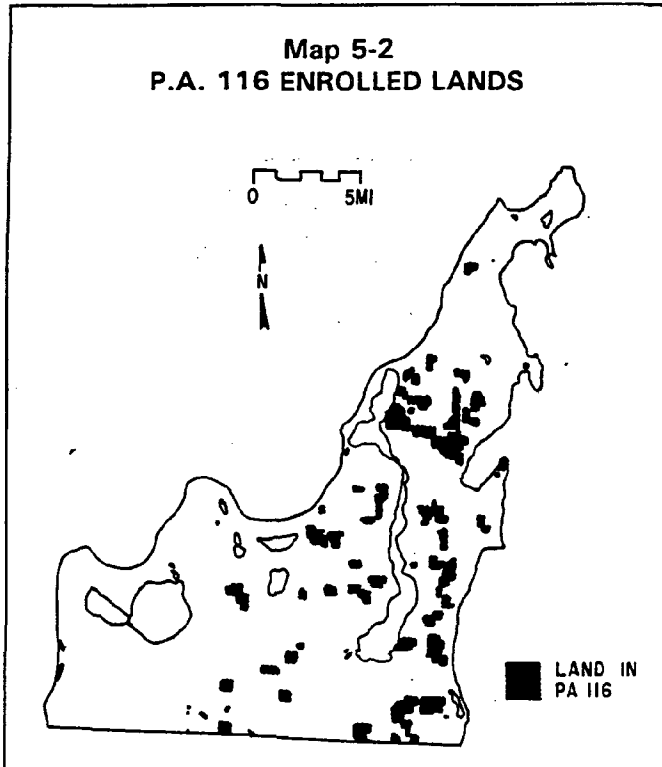 Map 5-2
P.A. 116 ENROLLED LANDS
0 5MI
N
LAND IN
PA 116